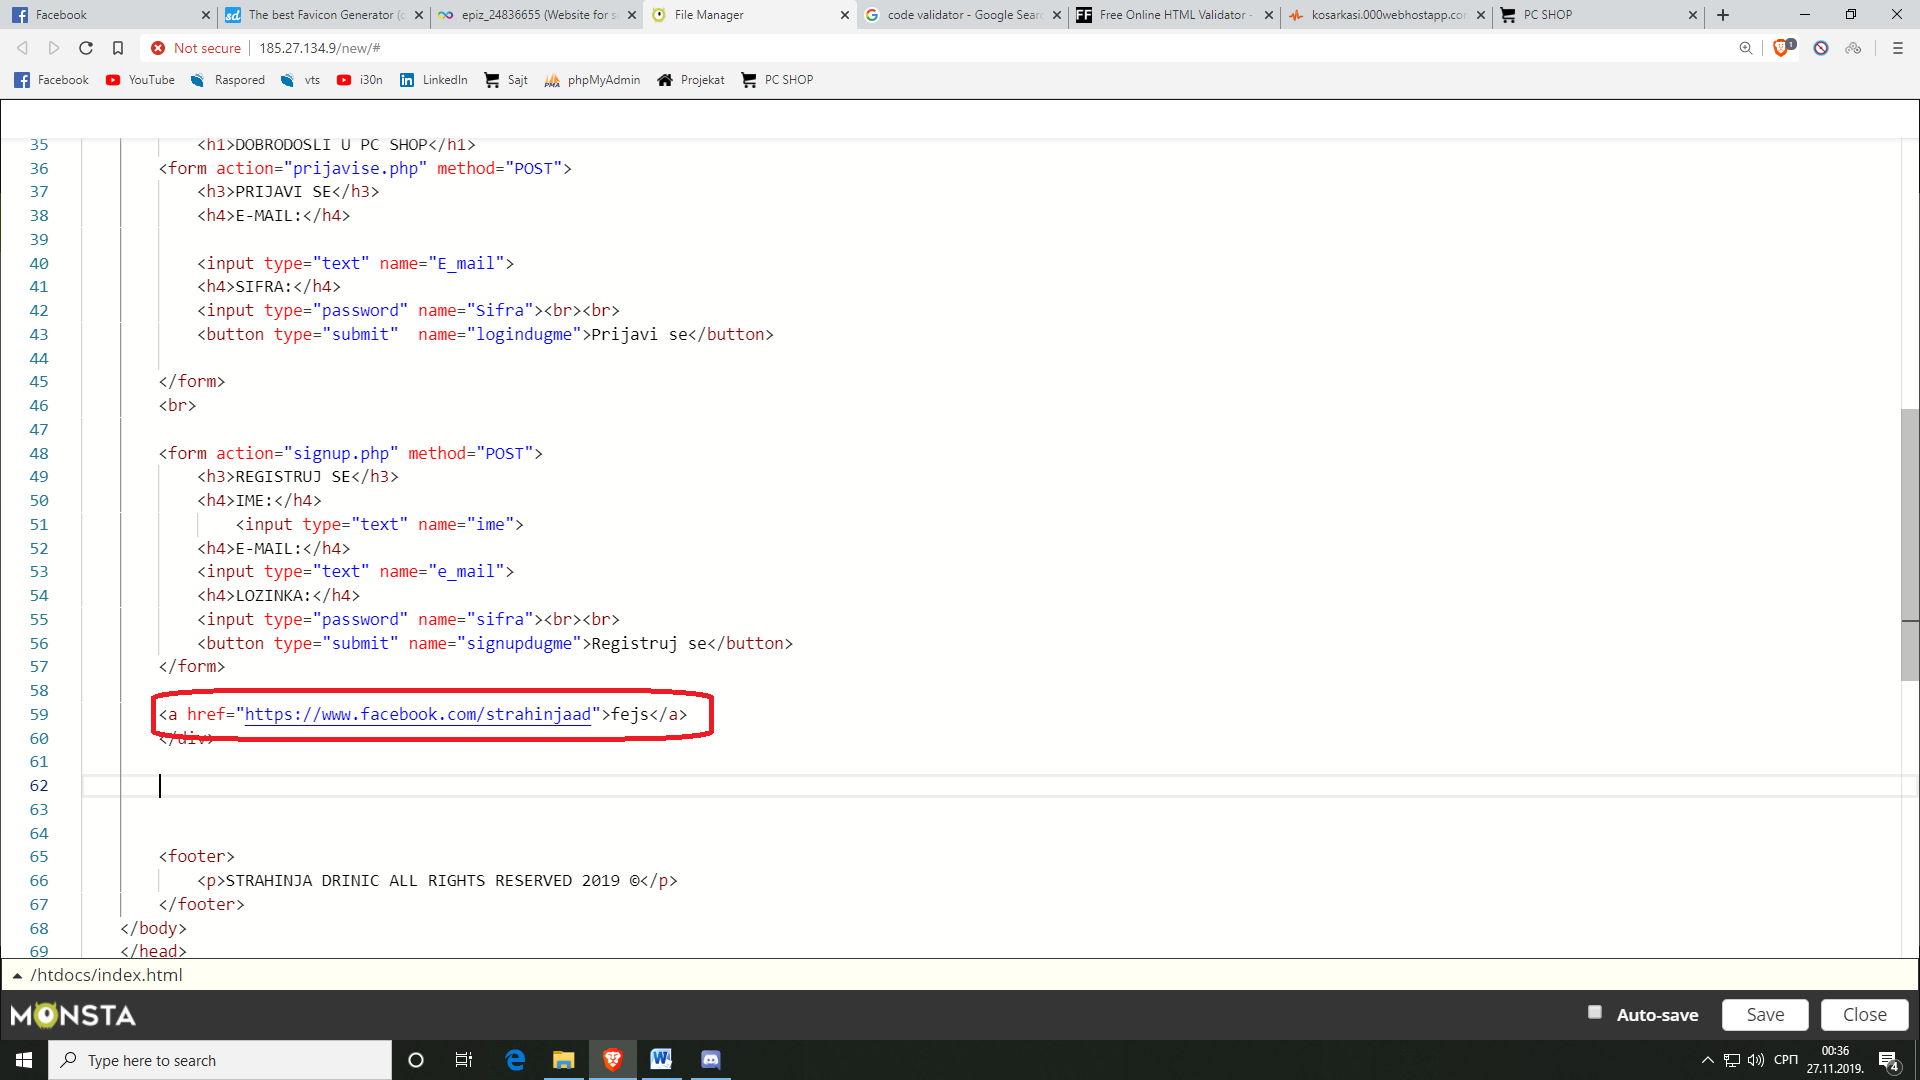 Facebook
The best Favicon Generator (c
epiz_24836655 (Website for s
File Manager
code validator - Google Sear
Free Online HTML Validator -
kosarkasi.000webhostapp.co
PC SHOP
Not secure
185.27.134.9/new/#
1
Facebook
YouTube
Raspored
vts
i30n
LinkedIn
Sajt
phpMyAdmin
Projekat
PC SHOP
35 <h1>DOBRODOSLI U PC SHOP</h1>
36 <form action="prijavise.php" method="POST">
37 <h3>PRIJAVI SE</h3>
38 <h4>E-MAIL:</h4>
39
40 <input type="text" name="E_mail">
41 <h4>SIFRA:</h4>
42 <input type="password" name="Sifra"><br><br>
43 <button type="submit"  name="logindugme">Prijavi se</button>
44
45 </form>
46 <br>
47
48 <form action="signup.php" method="POST">
49 <h3>REGISTRUJ SE</h3>
50 <h4>IME:</h4>
51 <input type="text" name="ime">
52 <h4>E-MAIL:</h4>
53 <input type="text" name="e_mail">
54 <h4>LOZINKA:</h4>
55 <input type="password" name="sifra"><br><br>
56 <button type="submit" name="signupdugme">Registruj se</button>
57 </form>
58
59 <a href="https://www.facebook.com/strahinjaad">fejs</a>
60 </div>
61
62
63
64
65 <footer>
66 <p>STRAHINJA DRINIC ALL RIGHTS RESERVED 2019 ©</p>
67 </footer>
68 </body>
69 </head>
/htdocs/index.html
MONSTA
Auto-save
Save
Close
Type here to search
СРП
00:36
27.11.2019.
4